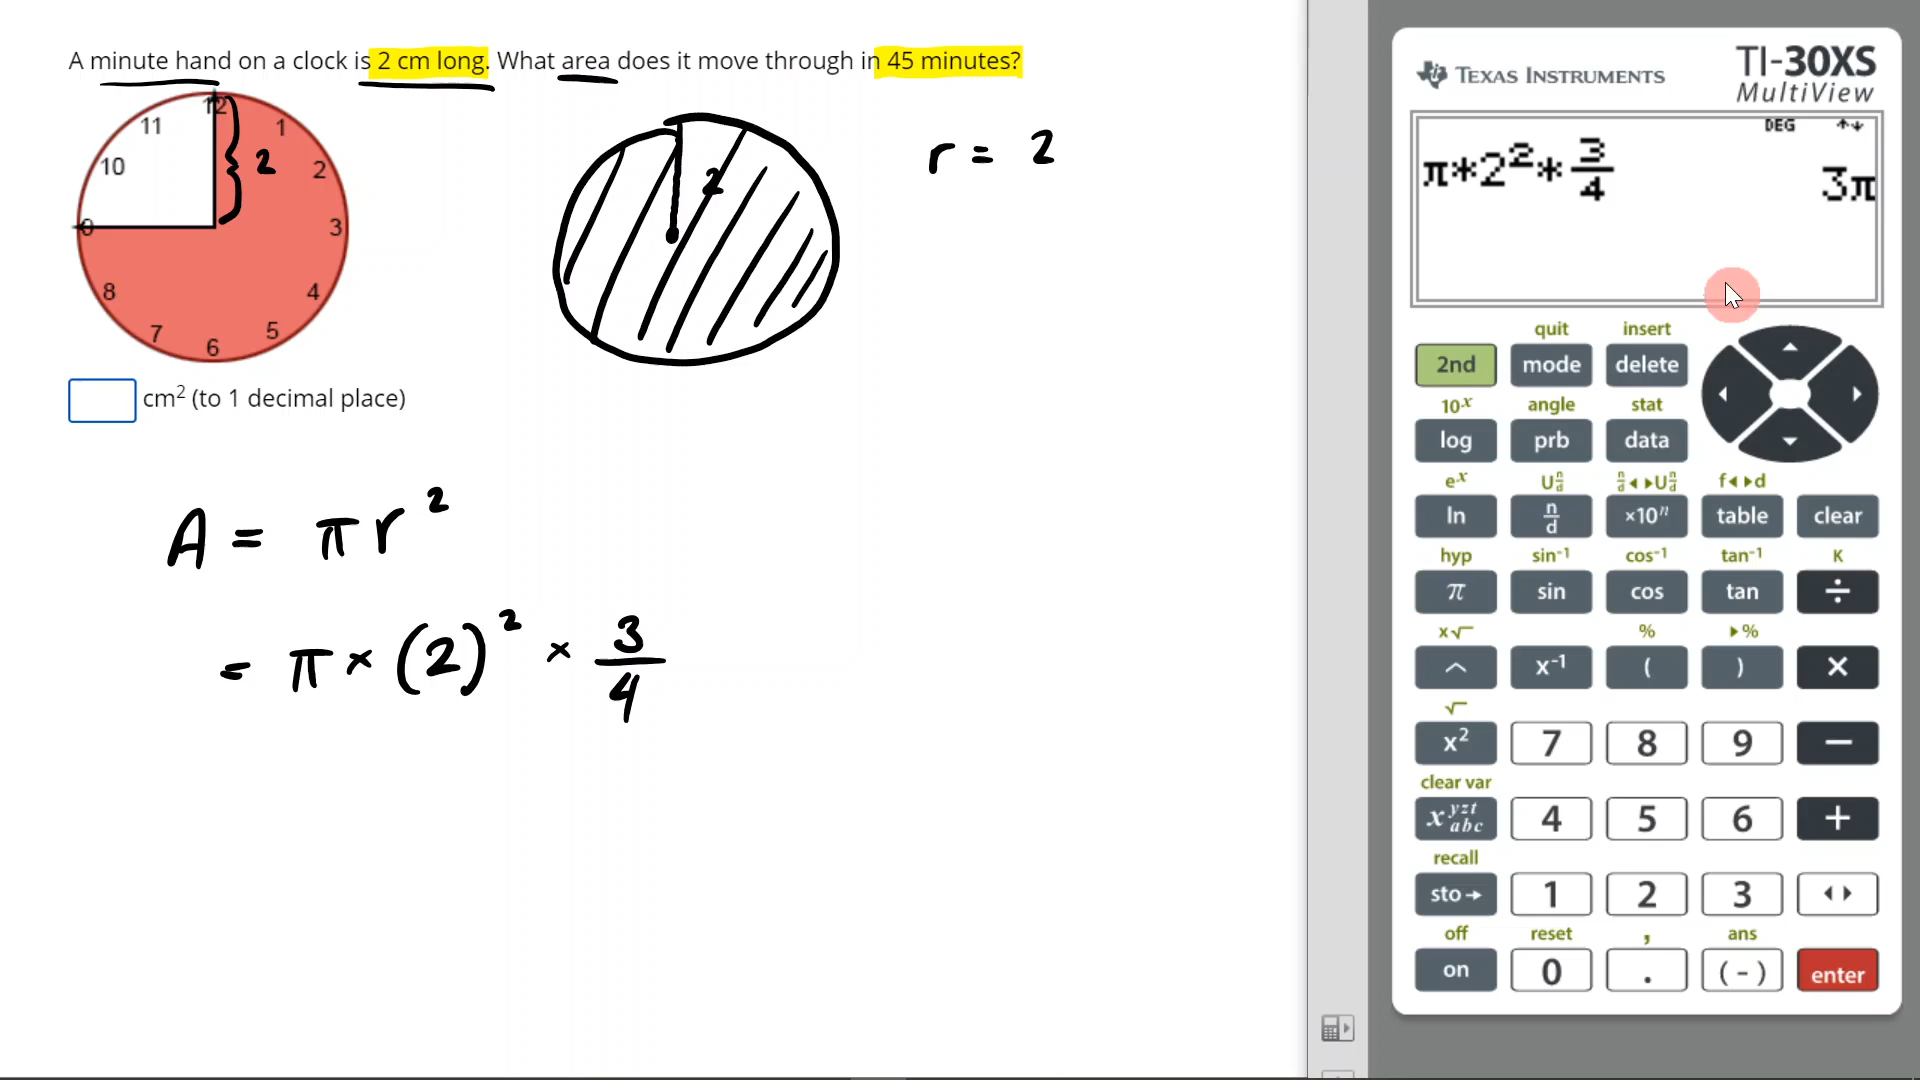 A minute hand on a clock is 2 cm long. What area does it move through in 45 minutes?
12
11
1
10
2
2
9
3
8
4
7
5
6
2
r = 2
cm² (to 1 decimal place)
A = πr²
= π × (2)² × 3/4
TEXAS INSTRUMENTS
TI-30XS
MultiView
DEG
π*2²*3/4
3π
quit insert
2nd mode delete
10ˣ angle stat
log prb data
eˣ U n/d n/d ◄►U n/d f◄►d
ln n/d ×10ⁿ table clear
hyp sin⁻¹ cos⁻¹ tan⁻¹ K
π sin cos tan ÷
x√ % ►%
^ x⁻¹ ( ) ×
√
x² 7 8 9 −
clear var
x yzt abc 4 5 6 +
recall
sto→ 1 2 3 ◄►
off reset , ans
on 0 . (-) enter